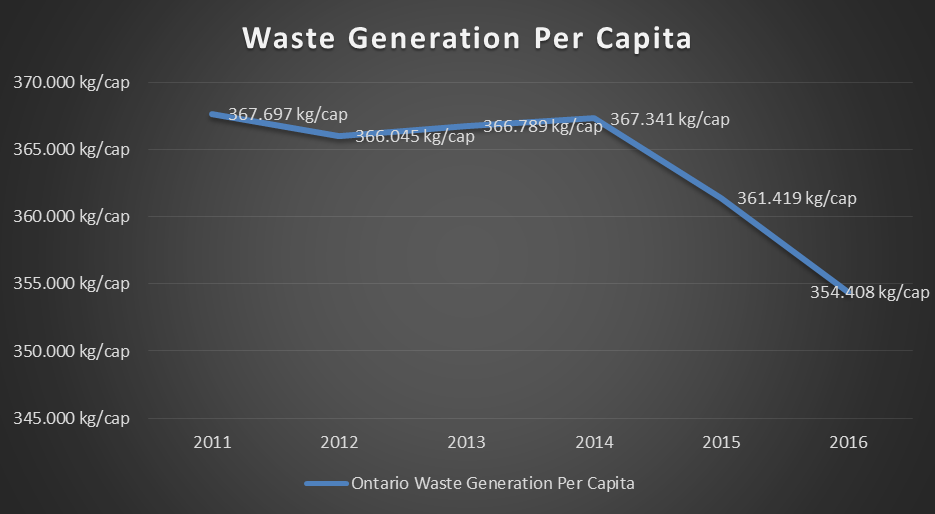 Waste Generation Per Capita
370.000 kg/cap
365.000 kg/cap
360.000 kg/cap
355.000 kg/cap
350.000 kg/cap
345.000 kg/cap
367.697 kg/cap
366.045 kg/cap
366.789 kg/cap
367.341 kg/cap
361.419 kg/cap
354.408 kg/cap
2011 2012 2013 2014 2015 2016
Ontario Waste Generation Per Capita